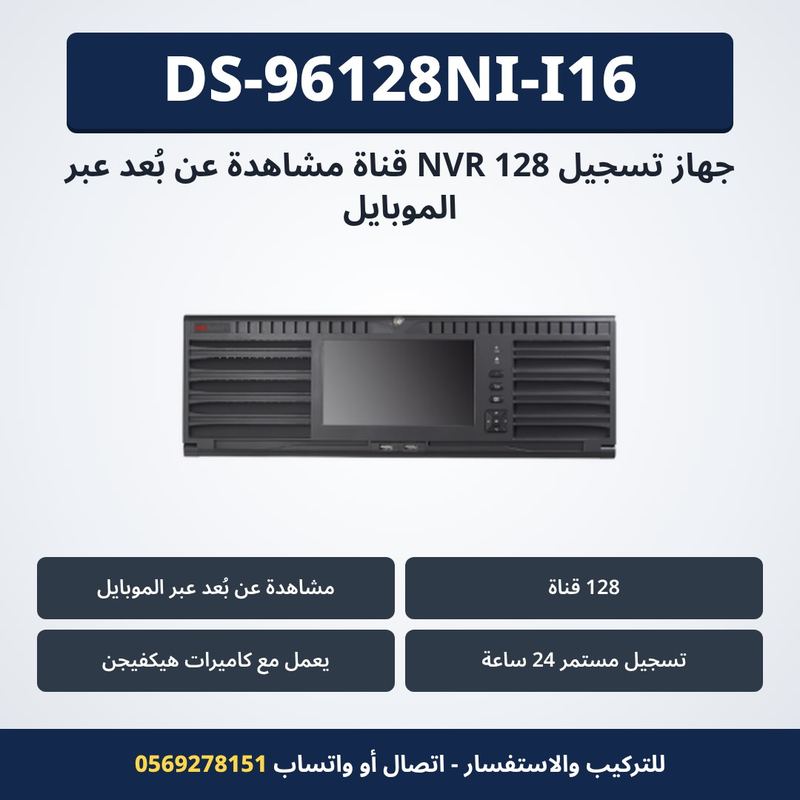 DS-96128NI-I16
جهاز تسجيل NVR 128 قناة مشاهدة عن بُعد عبر
الموبايل
128 قناة
مشاهدة عن بُعد عبر الموبايل
تسجيل مستمر 24 ساعة
يعمل مع كاميرات هيكفيجن
للتركيب والاستفسار - اتصال أو واتساب 0569278151